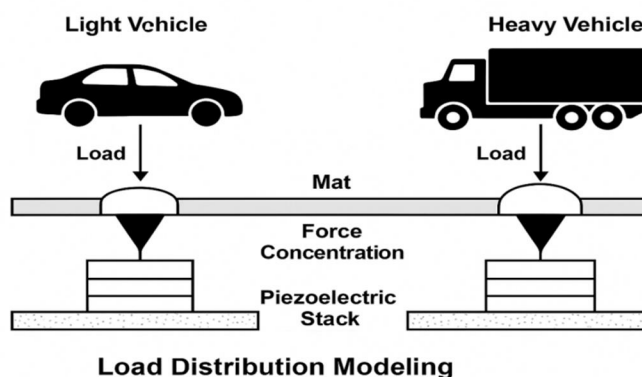 Light Vehicle
Heavy Vehicle
Load
Load
Mat
Force
Concentration
Piezoelectric
Stack
Load Distribution Modeling